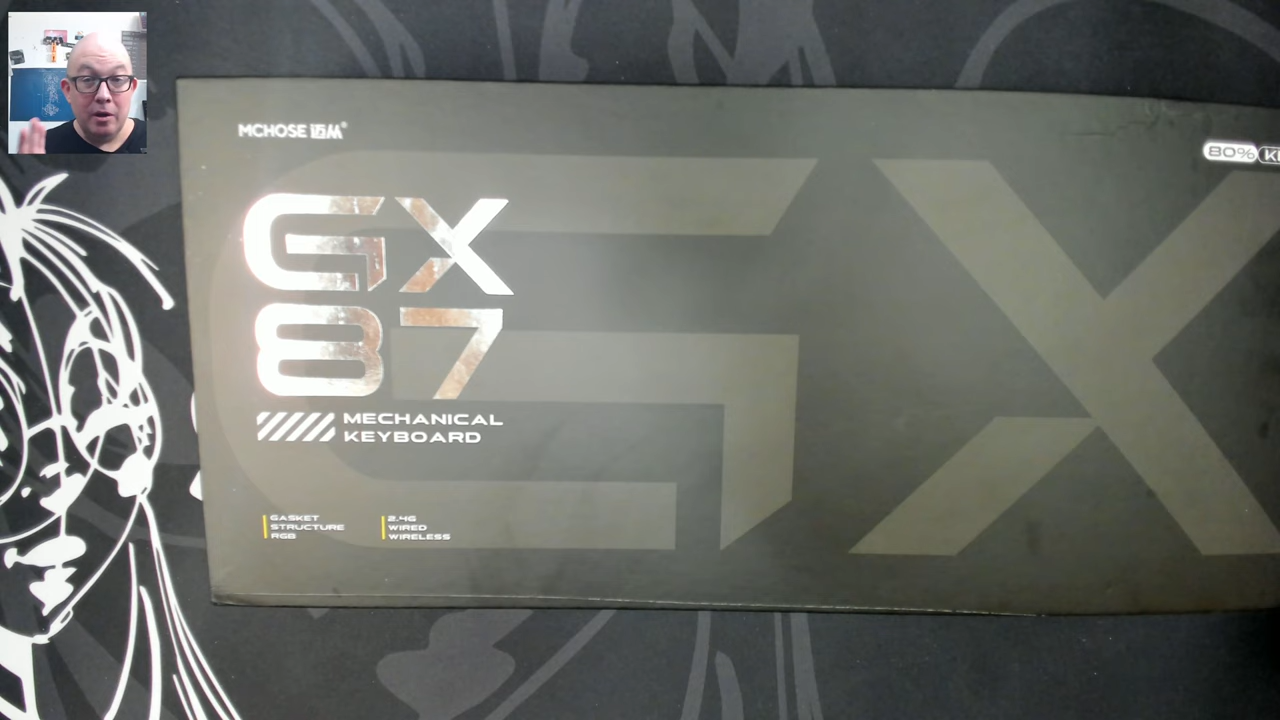 MCHOSE 迈从®
GX
87
MECHANICAL
KEYBOARD
GASKET
STRUCTURE
RGB
2.4G
WIRED
WIRELESS
80%